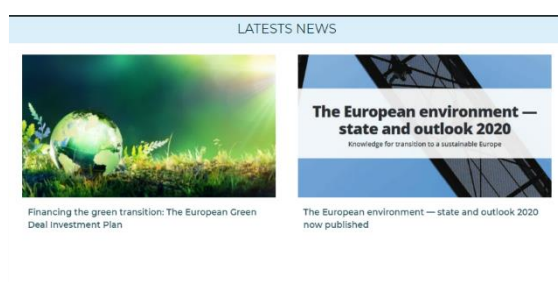 LATESTS NEWS
The European environment —
state and outlook 2020
Knowledge for transition to a sustainable Europe
Financing the green transition: The European Green
Deal Investment Plan
The European environment — state and outlook 2020
now published